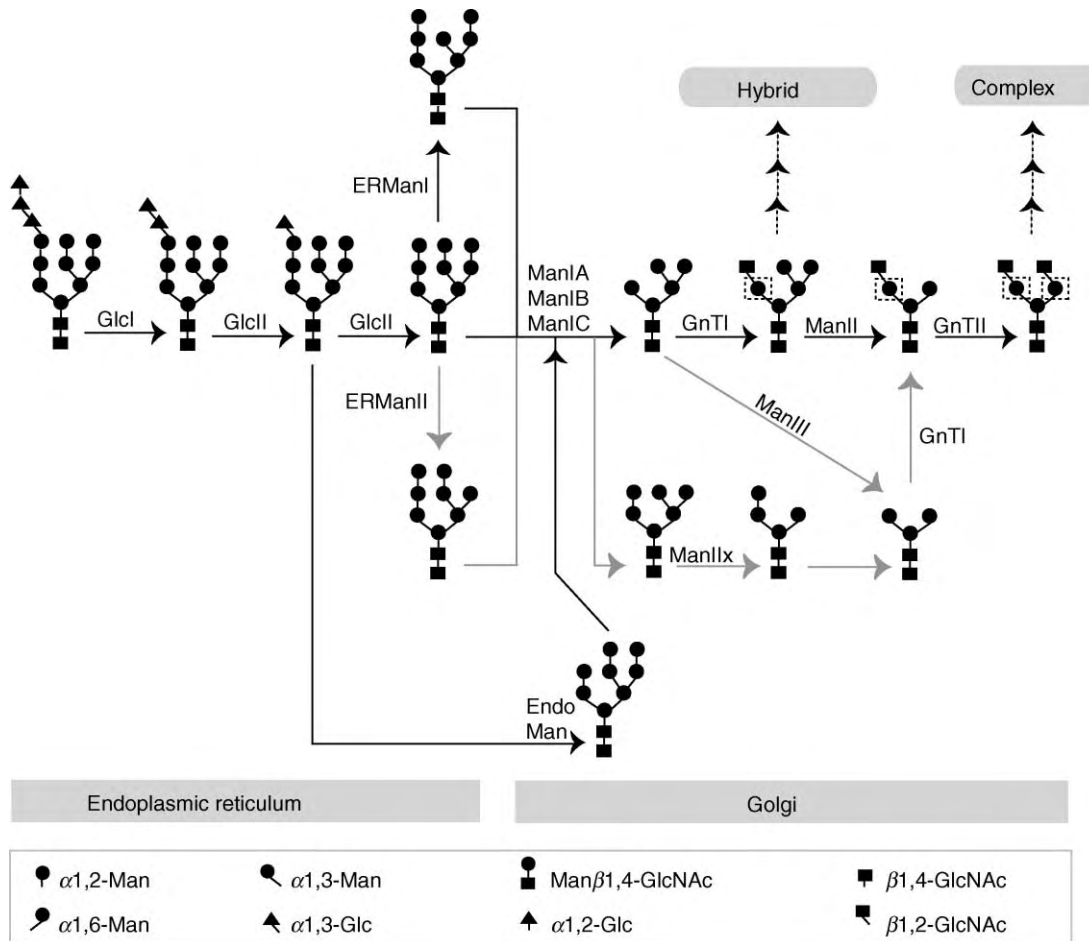 Hybrid
Complex
ERManI
ManIA
ManIB
ManIC
GlcI
GlcII
GlcII
GnTI
ManII
GnTII
ERManII
ManIII
GnTI
ManIIx
Endo
Man
Endoplasmic reticulum
Golgi
α1,2-Man
α1,3-Man
Manβ1,4-GlcNAc
β1,4-GlcNAc
α1,6-Man
α1,3-Glc
α1,2-Glc
β1,2-GlcNAc